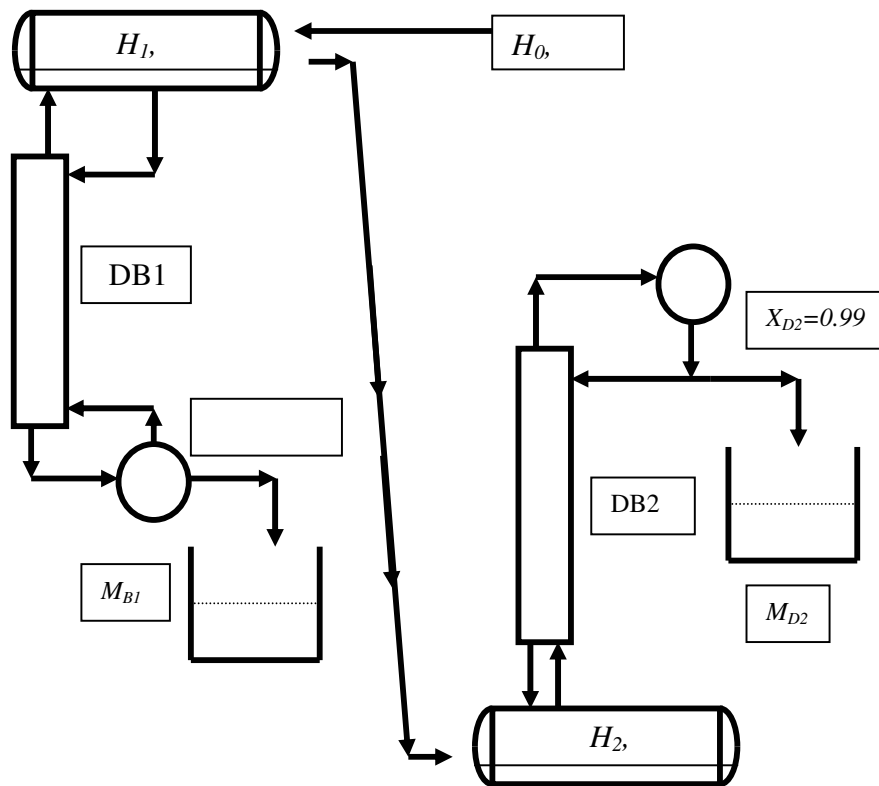 H1,
H0,
DB1
XD2=0.99
DB2
MB1
MD2
H2,